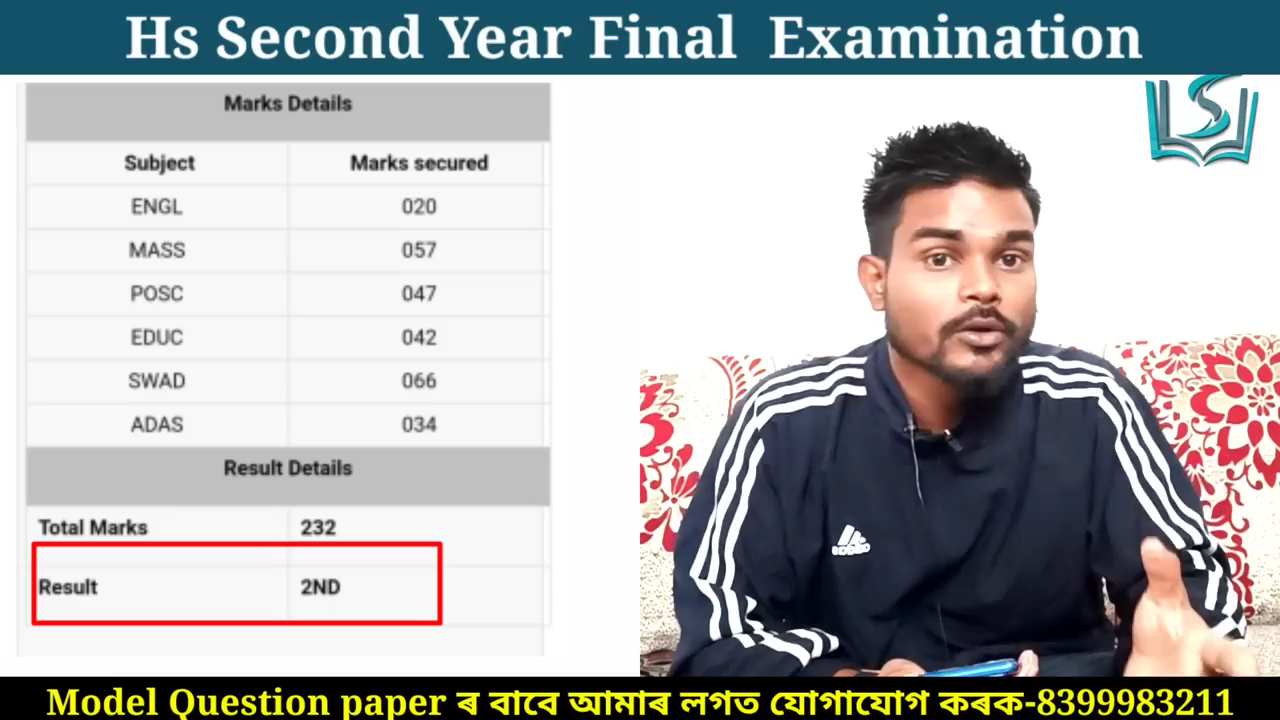 Hs Second Year Final Examination
Marks Details
Subject Marks secured
ENGL 020
MASS 057
POSC 047
EDUC 042
SWAD 066
ADAS 034
Result Details
Total Marks 232
Result 2ND
adidas
Model Question paper ৰ বাবে আমাৰ লগত যোগাযোগ কৰক-8399983211